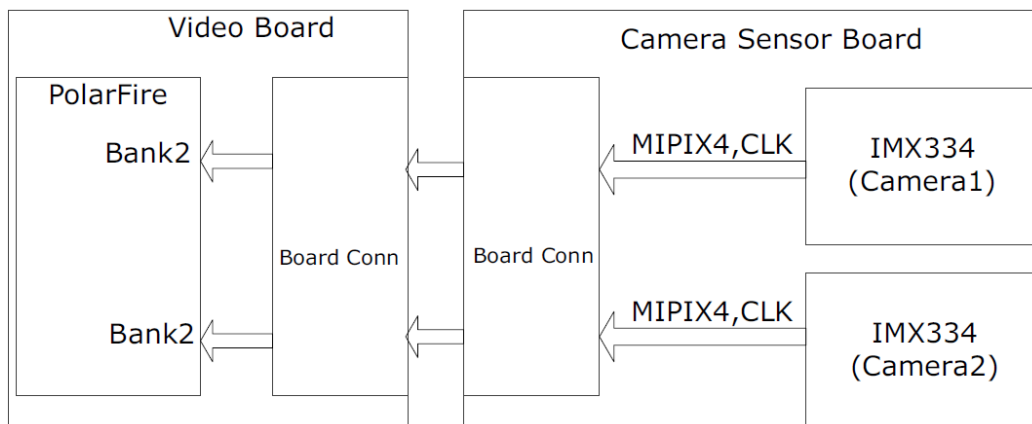 Video Board
Camera Sensor Board
PolarFire
Bank2
MIPIX4,CLK
IMX334
(Camera1)
Board Conn
Board Conn
Bank2
MIPIX4,CLK
IMX334
(Camera2)